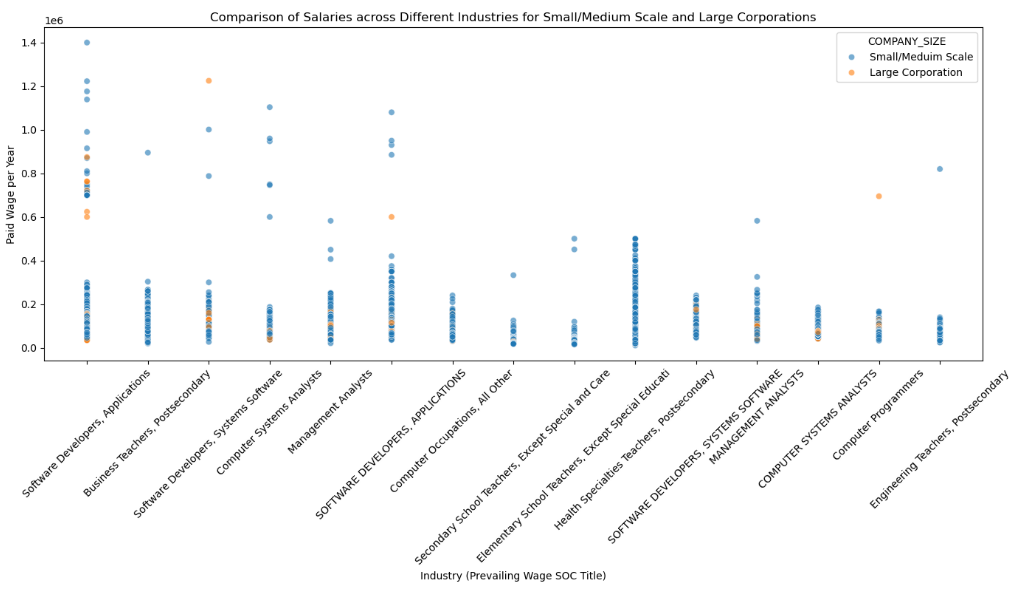 Comparison of Salaries across Different Industries for Small/Medium Scale and Large Corporations
1e6
COMPANY_SIZE
Small/Meduim Scale
Large Corporation
1.4
1.2
1.0
0.8
0.6
0.4
0.2
0.0
Paid Wage per Year
Software Developers, Applications
Business Teachers, Postsecondary
Software Developers, Systems Software
Computer Systems Analysts
Management Analysts
SOFTWARE DEVELOPERS, APPLICATIONS
Computer Occupations, All Other
Secondary School Teachers, Except Special and Care
Elementary School Teachers, Except Special Educati
Health Specialties Teachers, Postsecondary
SOFTWARE DEVELOPERS, SYSTEMS SOFTWARE
MANAGEMENT ANALYSTS
COMPUTER SYSTEMS ANALYSTS
Computer Programmers
Engineering Teachers, Postsecondary
Industry (Prevailing Wage SOC Title)